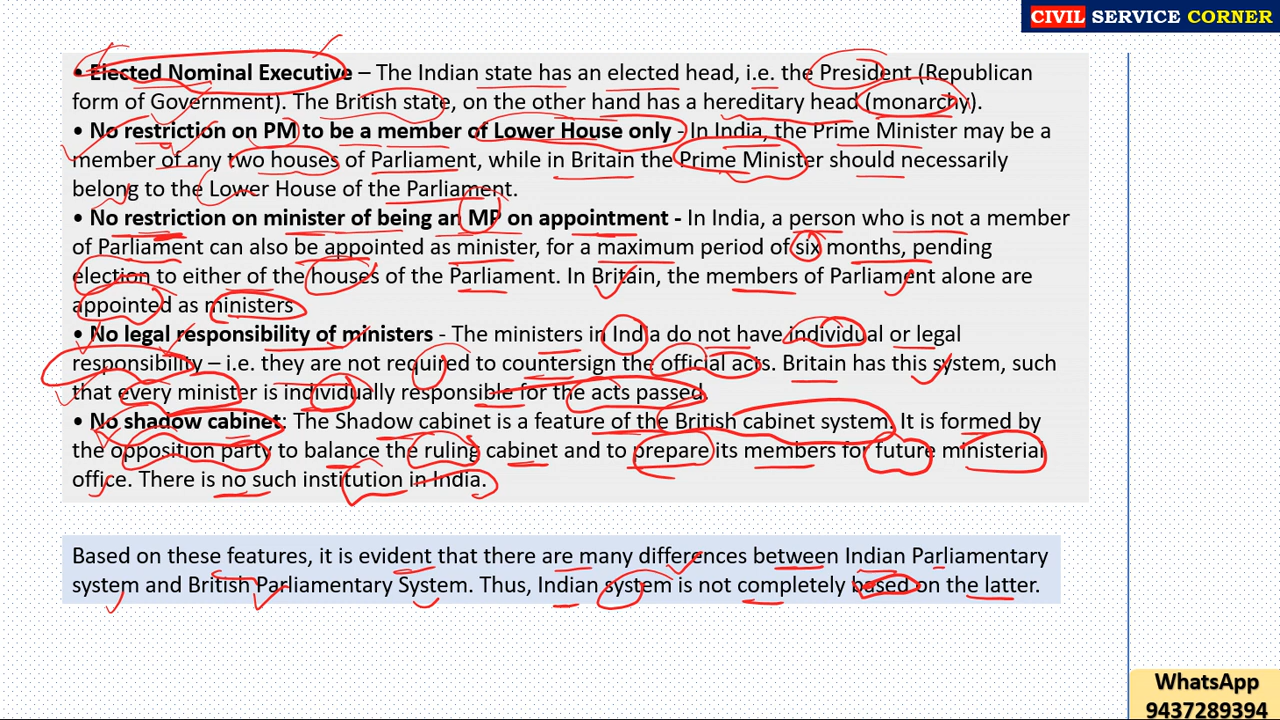 CIVIL SERVICE CORNER
• Elected Nominal Executive – The Indian state has an elected head, i.e. the President (Republican
form of Government). The British state, on the other hand has a hereditary head (monarchy).
• No restriction on PM to be a member of Lower House only - In India, the Prime Minister may be a
member of any two houses of Parliament, while in Britain the Prime Minister should necessarily
belong to the Lower House of the Parliament.
• No restriction on minister of being an MP on appointment - In India, a person who is not a member
of Parliament can also be appointed as minister, for a maximum period of six months, pending
election to either of the houses of the Parliament. In Britain, the members of Parliament alone are
appointed as ministers
• No legal responsibility of ministers - The ministers in India do not have individual or legal
responsibility – i.e. they are not required to countersign the official acts. Britain has this system, such
that every minister is individually responsible for the acts passed.
• No shadow cabinet: The Shadow cabinet is a feature of the British cabinet system. It is formed by
the opposition party to balance the ruling cabinet and to prepare its members for future ministerial
office. There is no such institution in India.
Based on these features, it is evident that there are many differences between Indian Parliamentary
system and British Parliamentary System. Thus, Indian system is not completely based on the latter.
WhatsApp
9437289394